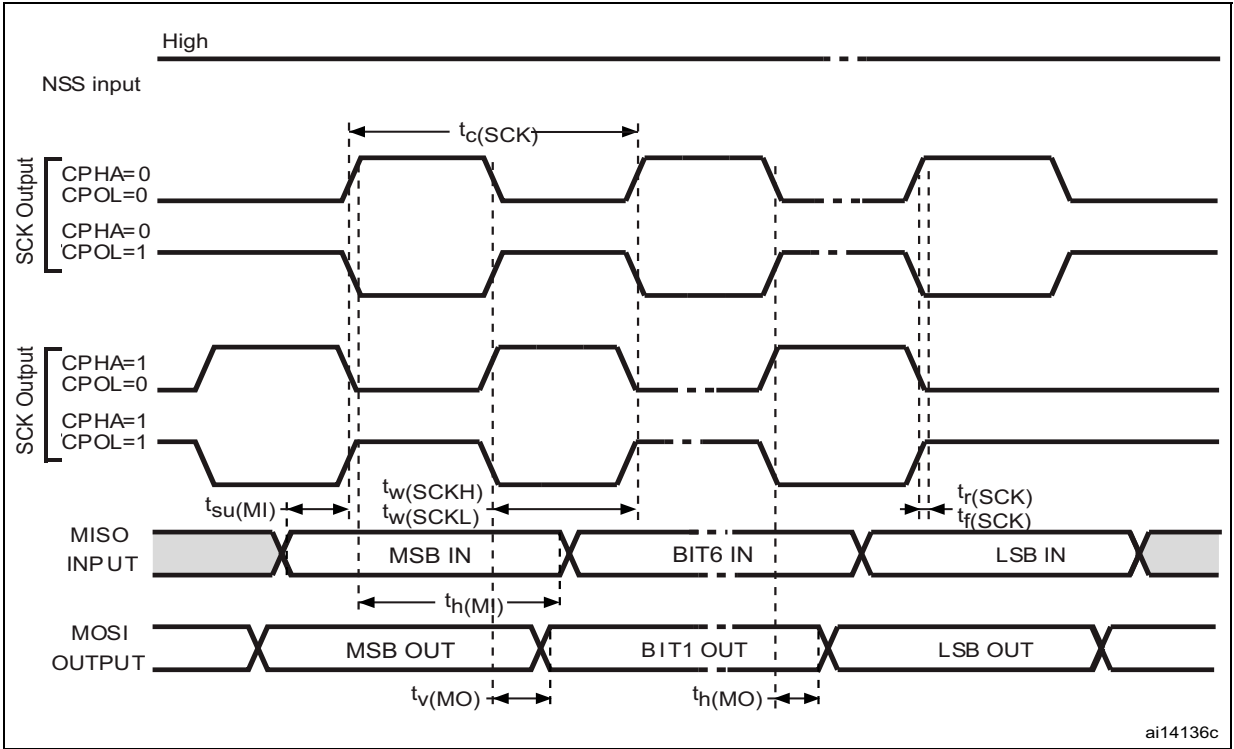 High
NSS input
tc(SCK)
SCK Output
CPHA=0
CPOL=0
CPHA=0
CPOL=1
SCK Output
CPHA=1
CPOL=0
CPHA=1
CPOL=1
tsu(MI)
tw(SCKH)
tw(SCKL)
tr(SCK)
tf(SCK)
MISO
INPUT
MSB IN
BIT6 IN
LSB IN
th(MI)
MOSI
OUTPUT
MSB OUT
BIT1 OUT
LSB OUT
tv(MO)
th(MO)
ai14136c